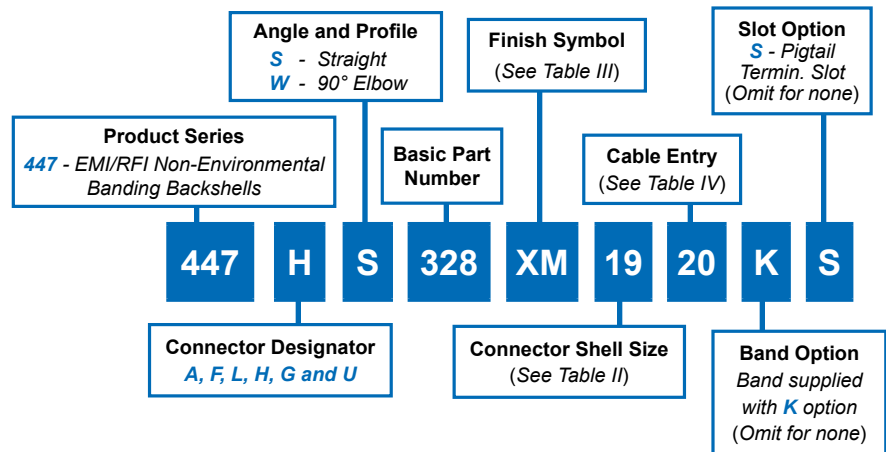 Angle and Profile
S - Straight
W - 90° Elbow
Finish Symbol
(See Table III)
Slot Option
S - Pigtail
Termin. Slot
(Omit for none)
Product Series
447 - EMI/RFI Non-Environmental
Banding Backshells
Basic Part
Number
Cable Entry
(See Table IV)
447 H S 328 XM 19 20 K S
Connector Designator
A, F, L, H, G and U
Connector Shell Size
(See Table II)
Band Option
Band supplied
with K option
(Omit for none)